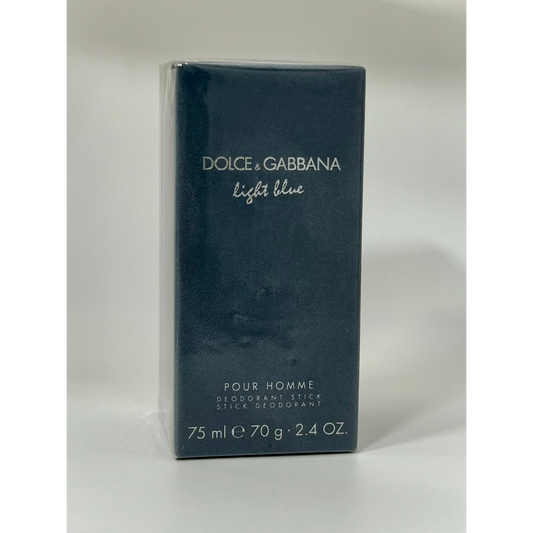 DOLCE & GABBANA
light blue
POUR HOMME
DEODORANT STICK
STICK DEODORANT
75 ml ℮ 70 g · 2.4 OZ.